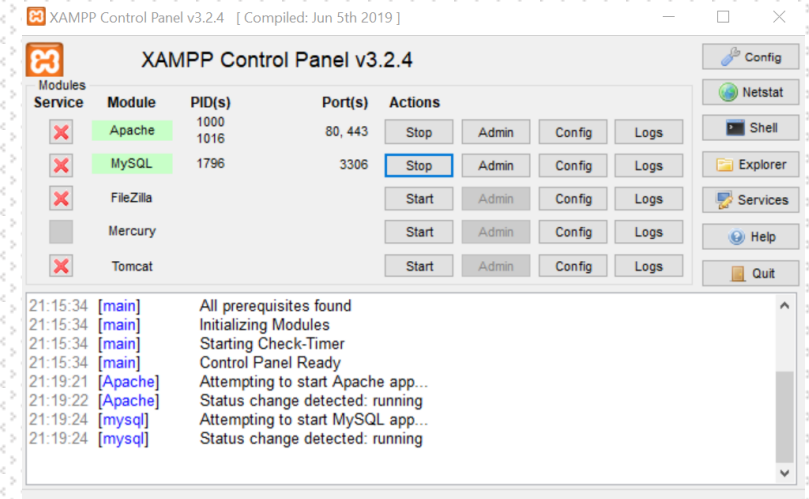 XAMPP Control Panel v3.2.4 [ Compiled: Jun 5th 2019 ]
XAMPP Control Panel v3.2.4
Config
Modules
Service Module PID(s) Port(s) Actions
Netstat
Apache 1000 1016 80, 443 Stop Admin Config Logs
Shell
MySQL 1796 3306 Stop Admin Config Logs
Explorer
FileZilla Start Admin Config Logs
Services
Mercury Start Admin Config Logs
Help
Tomcat Start Admin Config Logs
Quit
21:15:34 [main] All prerequisites found
21:15:34 [main] Initializing Modules
21:15:34 [main] Starting Check-Timer
21:15:34 [main] Control Panel Ready
21:19:21 [Apache] Attempting to start Apache app...
21:19:22 [Apache] Status change detected: running
21:19:24 [mysql] Attempting to start MySQL app...
21:19:24 [mysql] Status change detected: running